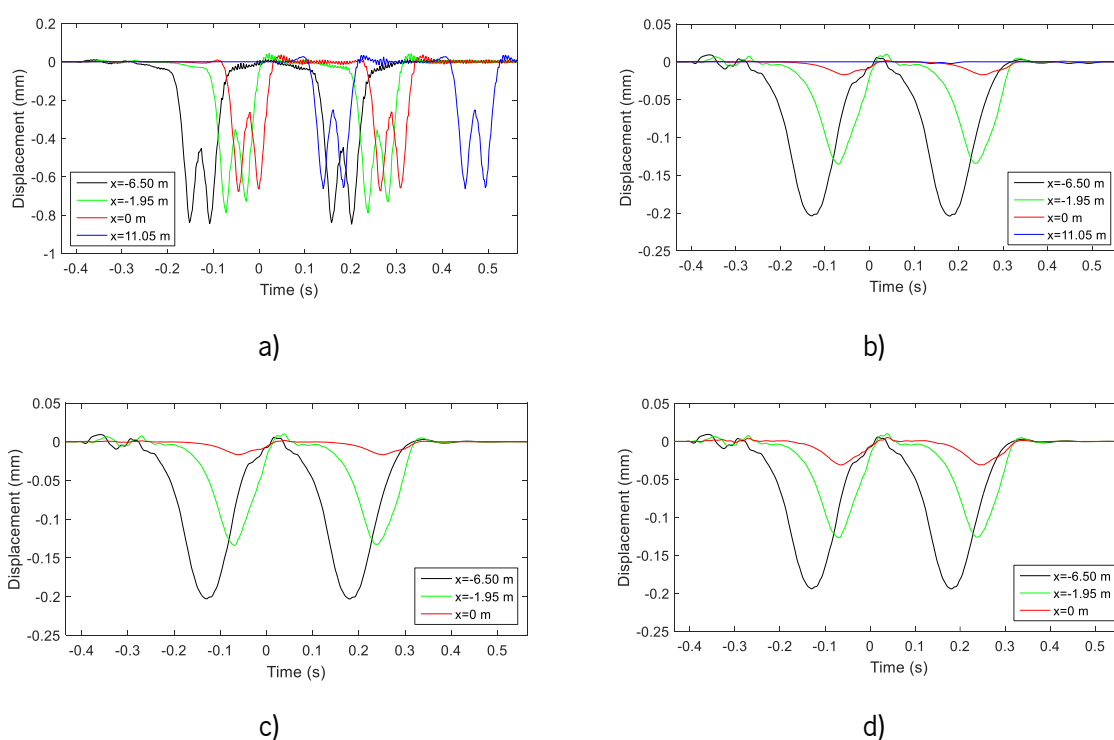 0.2
0
-0.2
-0.4
-0.6
-0.8
-1
Displacement (mm)
x=-6.50 m
x=-1.95 m
x=0 m
x=11.05 m
-0.4 -0.3 -0.2 -0.1 0 0.1 0.2 0.3 0.4 0.5
Time (s)
a)
0.05
0
-0.05
-0.1
-0.15
-0.2
-0.25
Displacement (mm)
x=-6.50 m
x=-1.95 m
x=0 m
x=11.05 m
-0.4 -0.3 -0.2 -0.1 0 0.1 0.2 0.3 0.4 0.5
Time (s)
b)
0.05
0
-0.05
-0.1
-0.15
-0.2
-0.25
Displacement (mm)
x=-6.50 m
x=-1.95 m
x=0 m
-0.4 -0.3 -0.2 -0.1 0 0.1 0.2 0.3 0.4 0.5
Time (s)
c)
0.05
0
-0.05
-0.1
-0.15
-0.2
-0.25
Displacement (mm)
x=-6.50 m
x=-1.95 m
x=0 m
-0.4 -0.3 -0.2 -0.1 0 0.1 0.2 0.3 0.4 0.5
Time (s)
d)